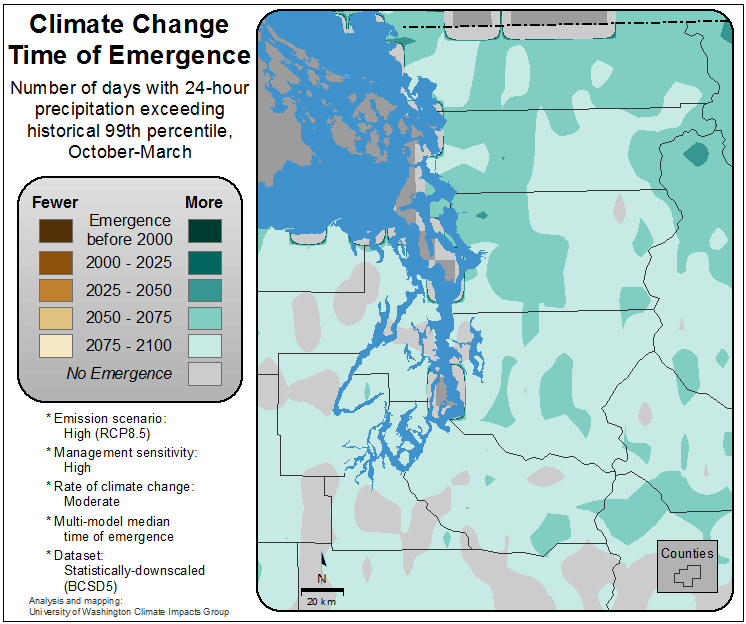 Climate Change
Time of Emergence
Number of days with 24-hour
precipitation exceeding
historical 99th percentile,
October-March
Fewer More
Emergence
before 2000
2000 - 2025
2025 - 2050
2050 - 2075
2075 - 2100
No Emergence
* Emission scenario:
High (RCP8.5)
* Management sensitivity:
High
* Rate of climate change:
Moderate
* Multi-model median
time of emergence
* Dataset:
Statistically-downscaled
(BCSD5)
Analysis and mapping:
University of Washington Climate Impacts Group
N
20 km
Counties